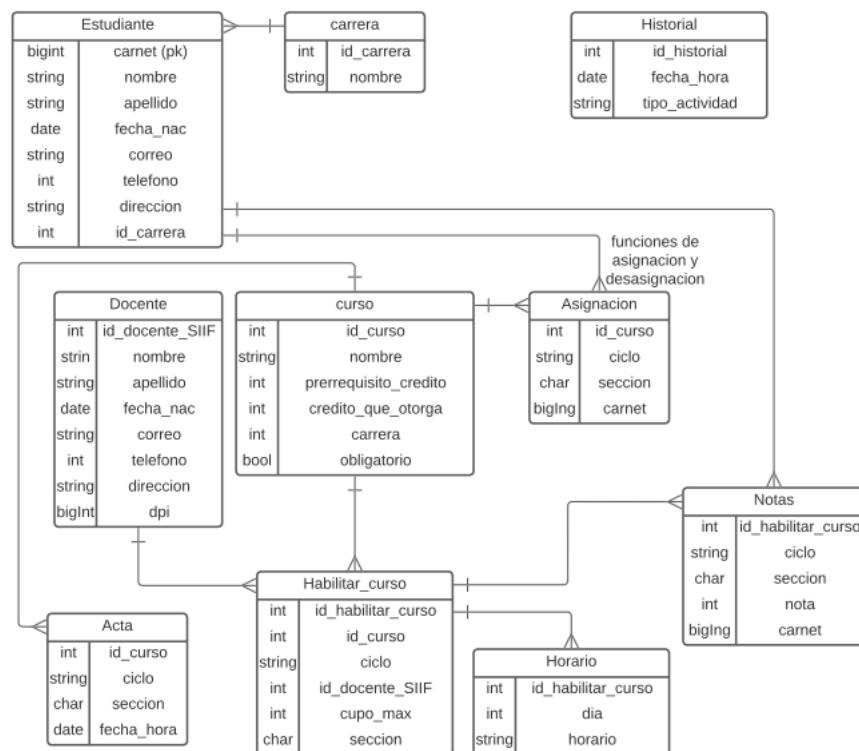 Estudiante
bigint carnet (pk)
string nombre
string apellido
date fecha_nac
string correo
int telefono
string direccion
int id_carrera
carrera
int id_carrera
string nombre
Historial
int id_historial
date fecha_hora
string tipo_actividad
funciones de
asignacion y
desasignacion
Docente
int id_docente_SIIF
strin nombre
string apellido
date fecha_nac
string correo
int telefono
string direccion
bigInt dpi
curso
int id_curso
string nombre
int prerrequisito_credito
int credito_que_otorga
int carrera
bool obligatorio
Asignacion
int id_curso
string ciclo
char seccion
bigIng carnet
Notas
int id_habilitar_curso
string ciclo
char seccion
int nota
bigIng carnet
Acta
int id_curso
string ciclo
char seccion
date fecha_hora
Habilitar_curso
int id_habilitar_curso
int id_curso
string ciclo
int id_docente_SIIF
int cupo_max
char seccion
Horario
int id_habilitar_curso
int dia
string horario